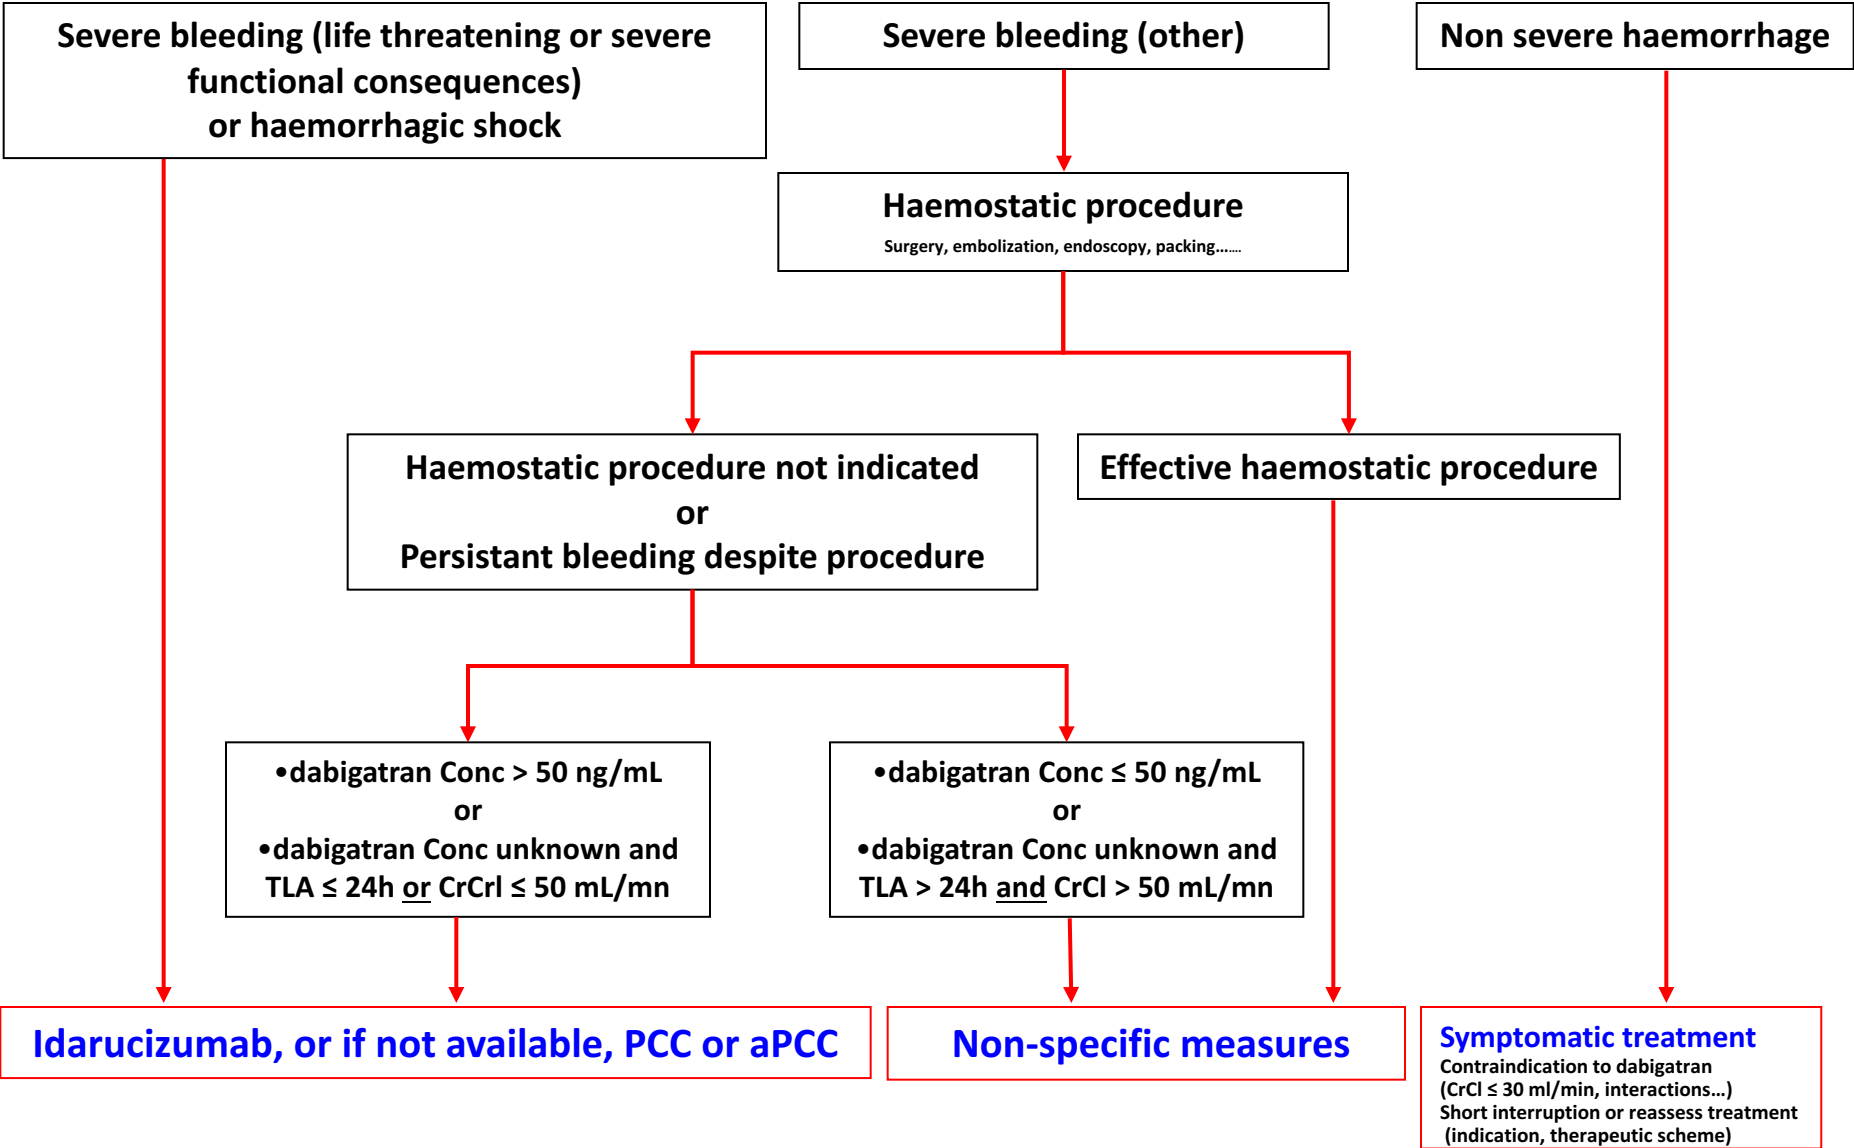 Severe bleeding (life threatening or severe
functional consequences)
or haemorrhagic shock
Severe bleeding (other)
Non severe haemorrhage
Haemostatic procedure
Surgery, embolization, endoscopy, packing…....
Haemostatic procedure not indicated
or
Persistant bleeding despite procedure
Effective haemostatic procedure
•dabigatran Conc > 50 ng/mL
or
•dabigatran Conc unknown and
TLA ≤ 24h or CrCrl ≤ 50 mL/mn
•dabigatran Conc ≤ 50 ng/mL
or
•dabigatran Conc unknown and
TLA > 24h and CrCl > 50 mL/mn
Idarucizumab, or if not available, PCC or aPCC
Non-specific measures
Symptomatic treatment
Contraindication to dabigatran
(CrCl ≤ 30 ml/min, interactions…)
Short interruption or reassess treatment
(indication, therapeutic scheme)